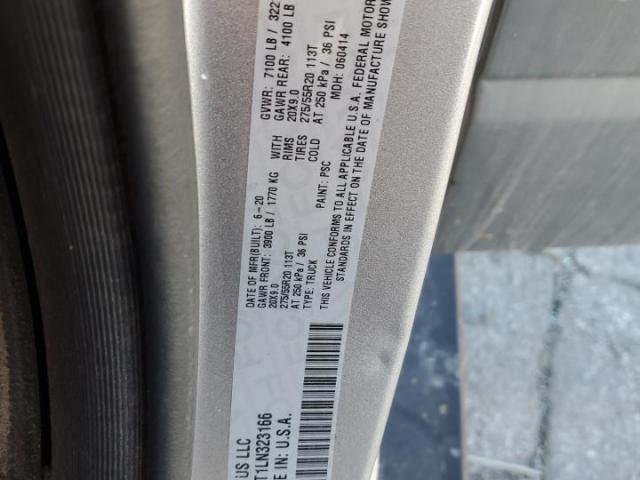 US LLC
DATE OF MFR(BUILT): 6-20
GVWR: 7100 LB / 322
GAWR FRONT: 3900 LB / 1770 KG
WITH
GAWR REAR: 4100 LB
20X9.0
RIMS
20X9.0
275/55R20 113T
TIRES
275/55R20 113T
AT 250 kPa / 36 PSI
COLD
AT 250 kPa / 36 PSI
TYPE: TRUCK
PAINT: PSC
MDH: 060414
THIS VEHICLE CONFORMS TO ALL APPLICABLE U.S.A. FEDERAL MOTOR
STANDARDS IN EFFECT ON THE DATE OF MANUFACTURE SHOW
T1LN323166
E IN: U.S.A.